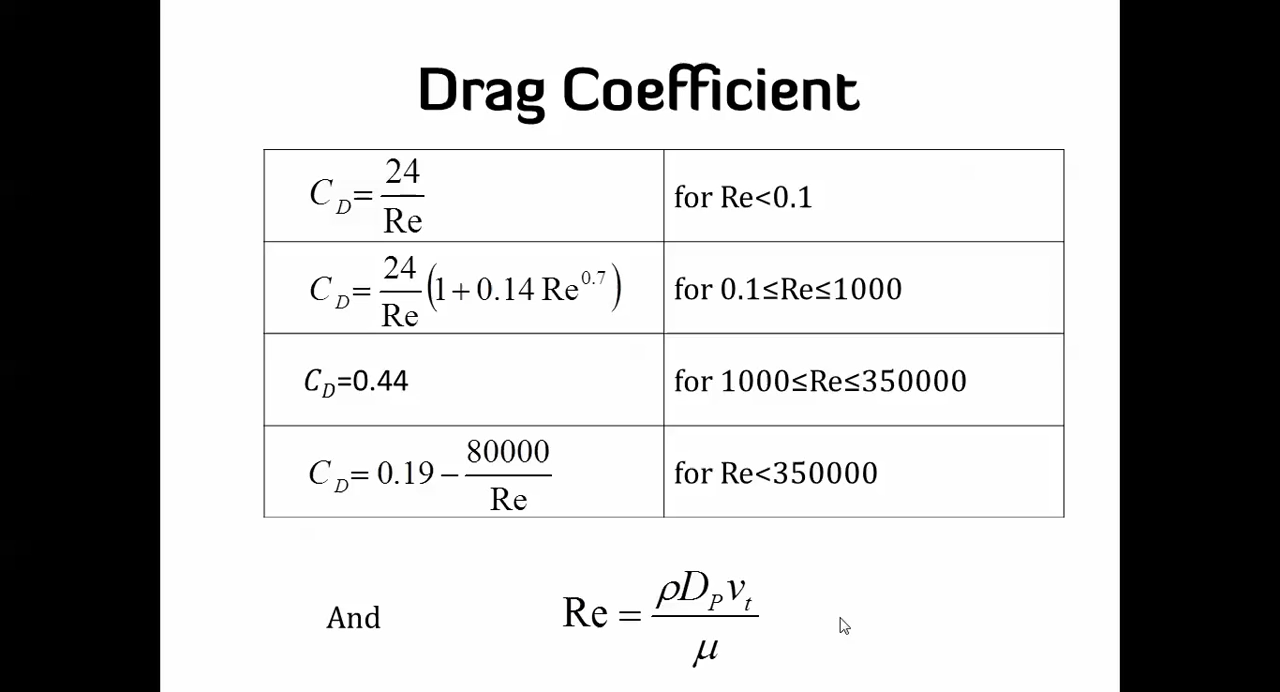 Drag Coefficient
C_D = 24/Re for Re<0.1
C_D = 24/Re (1 + 0.14 Re^0.7) for 0.1≤Re≤1000
C_D=0.44 for 1000≤Re≤350000
C_D = 0.19 − 80000/Re for Re<350000
And Re = ρD_P v_t / μ